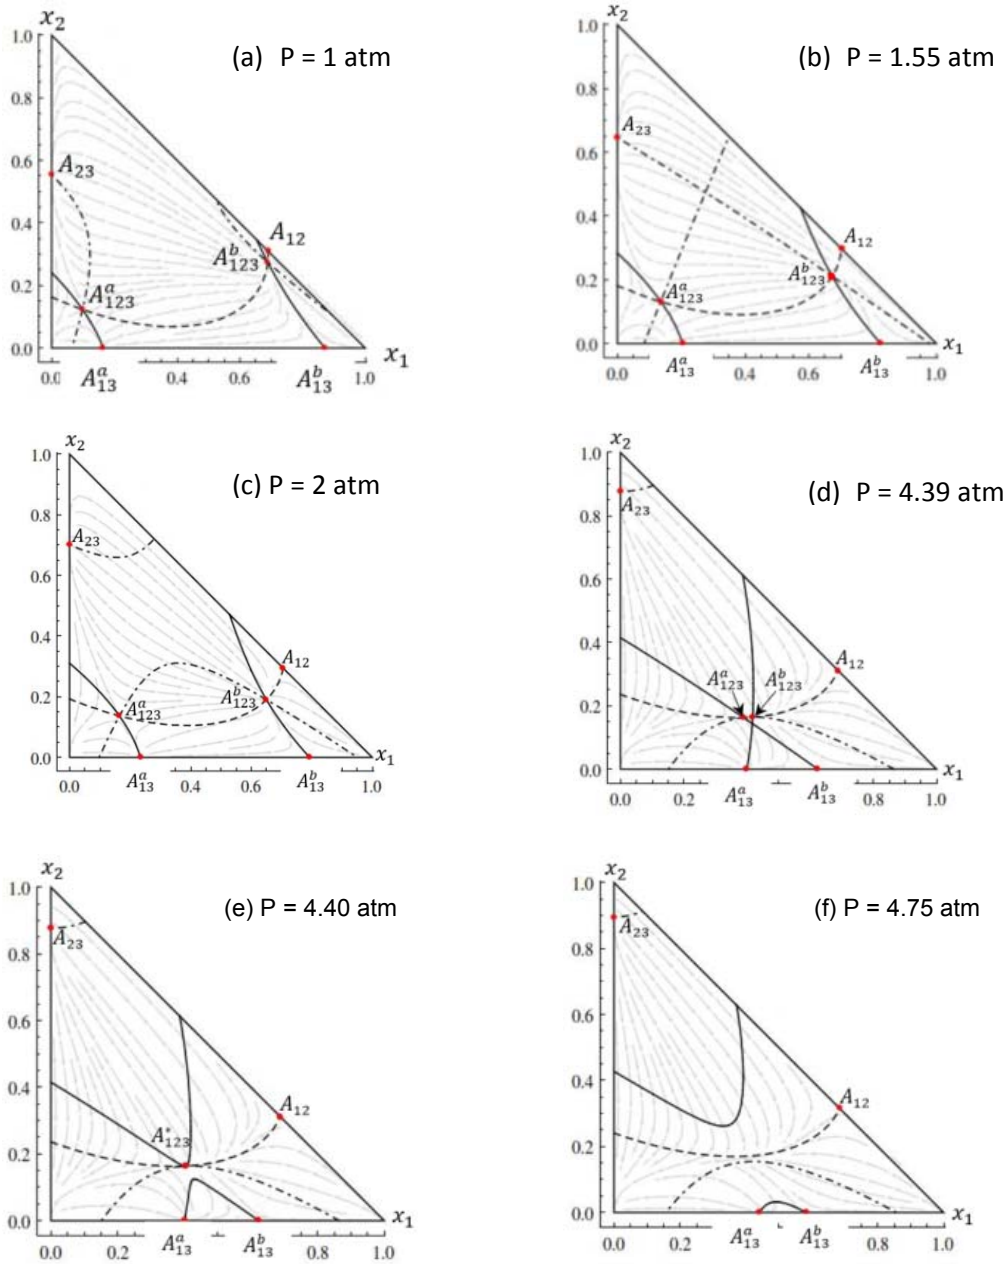 x₂
(a) P = 1 atm
1.0
0.8
0.6
0.4
0.2
0.0
A₂₃
A₁₂
Aᵇ₁₂₃
Aᵃ₁₂₃
x₁
0.0 0.4 0.6 1.0
Aᵃ₁₃ Aᵇ₁₃
x₂
(b) P = 1.55 atm
1.0
0.8
0.6
0.4
0.2
0.0
A₂₃
A₁₂
Aᵇ₁₂₃
Aᵃ₁₂₃
x₁
0.0 0.4 0.6 1.0
Aᵃ₁₃ Aᵇ₁₃
x₂
(c) P = 2 atm
1.0
0.8
0.6
0.4
0.2
0.0
A₂₃
A₁₂
Aᵇ₁₂₃
Aᵃ₁₂₃
x₁
0.0 0.4 0.6 1.0
Aᵃ₁₃ Aᵇ₁₃
x₂
(d) P = 4.39 atm
1.0
0.8
0.6
0.4
0.2
0.0
A₂₃
A₁₂
Aᵃ₁₂₃ Aᵇ₁₂₃
x₁
0.0 0.2 0.8 1.0
Aᵃ₁₃ Aᵇ₁₃
x₂
(e) P = 4.40 atm
1.0
0.8
0.6
0.4
0.2
0.0
A₂₃
A₁₂
A*₁₂₃
x₁
0.0 0.2 0.8 1.0
Aᵃ₁₃ Aᵇ₁₃
x₂
(f) P = 4.75 atm
1.0
0.8
0.6
0.4
0.2
0.0
A₂₃
A₁₂
x₁
0.0 0.2 0.8 1.0
Aᵃ₁₃ Aᵇ₁₃